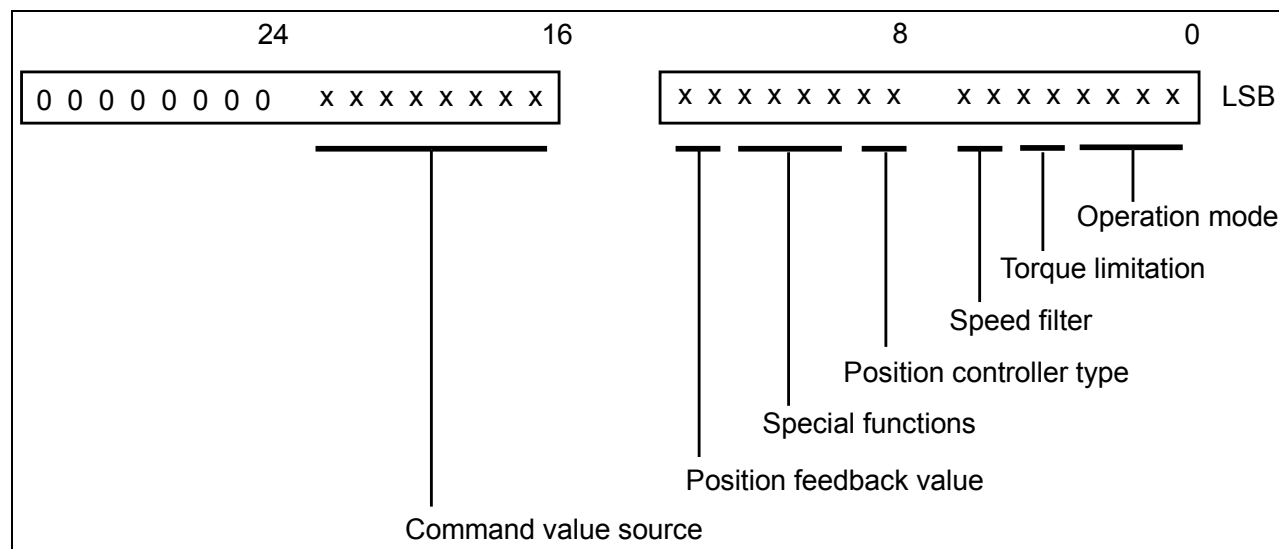 24 16 8 0
0 0 0 0 0 0 0 0 x x x x x x x x x x x x x x x x x x x x x x x x LSB
Operation mode
Torque limitation
Speed filter
Position controller type
Special functions
Position feedback value
Command value source